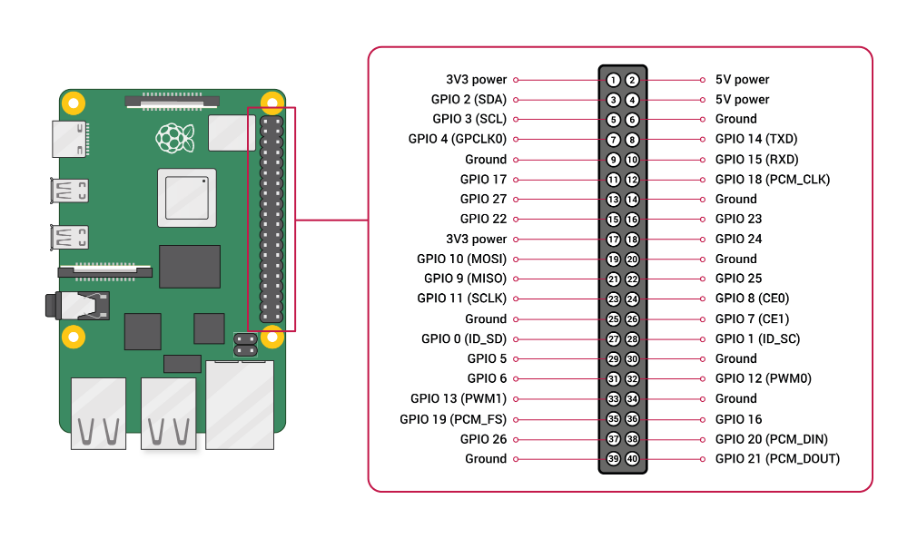 3V3 power 1 2 5V power
GPIO 2 (SDA) 3 4 5V power
GPIO 3 (SCL) 5 6 Ground
GPIO 4 (GPCLK0) 7 8 GPIO 14 (TXD)
Ground 9 10 GPIO 15 (RXD)
GPIO 17 11 12 GPIO 18 (PCM_CLK)
GPIO 27 13 14 Ground
GPIO 22 15 16 GPIO 23
3V3 power 17 18 GPIO 24
GPIO 10 (MOSI) 19 20 Ground
GPIO 9 (MISO) 21 22 GPIO 25
GPIO 11 (SCLK) 23 24 GPIO 8 (CE0)
Ground 25 26 GPIO 7 (CE1)
GPIO 0 (ID_SD) 27 28 GPIO 1 (ID_SC)
GPIO 5 29 30 Ground
GPIO 6 31 32 GPIO 12 (PWM0)
GPIO 13 (PWM1) 33 34 Ground
GPIO 19 (PCM_FS) 35 36 GPIO 16
GPIO 26 37 38 GPIO 20 (PCM_DIN)
Ground 39 40 GPIO 21 (PCM_DOUT)